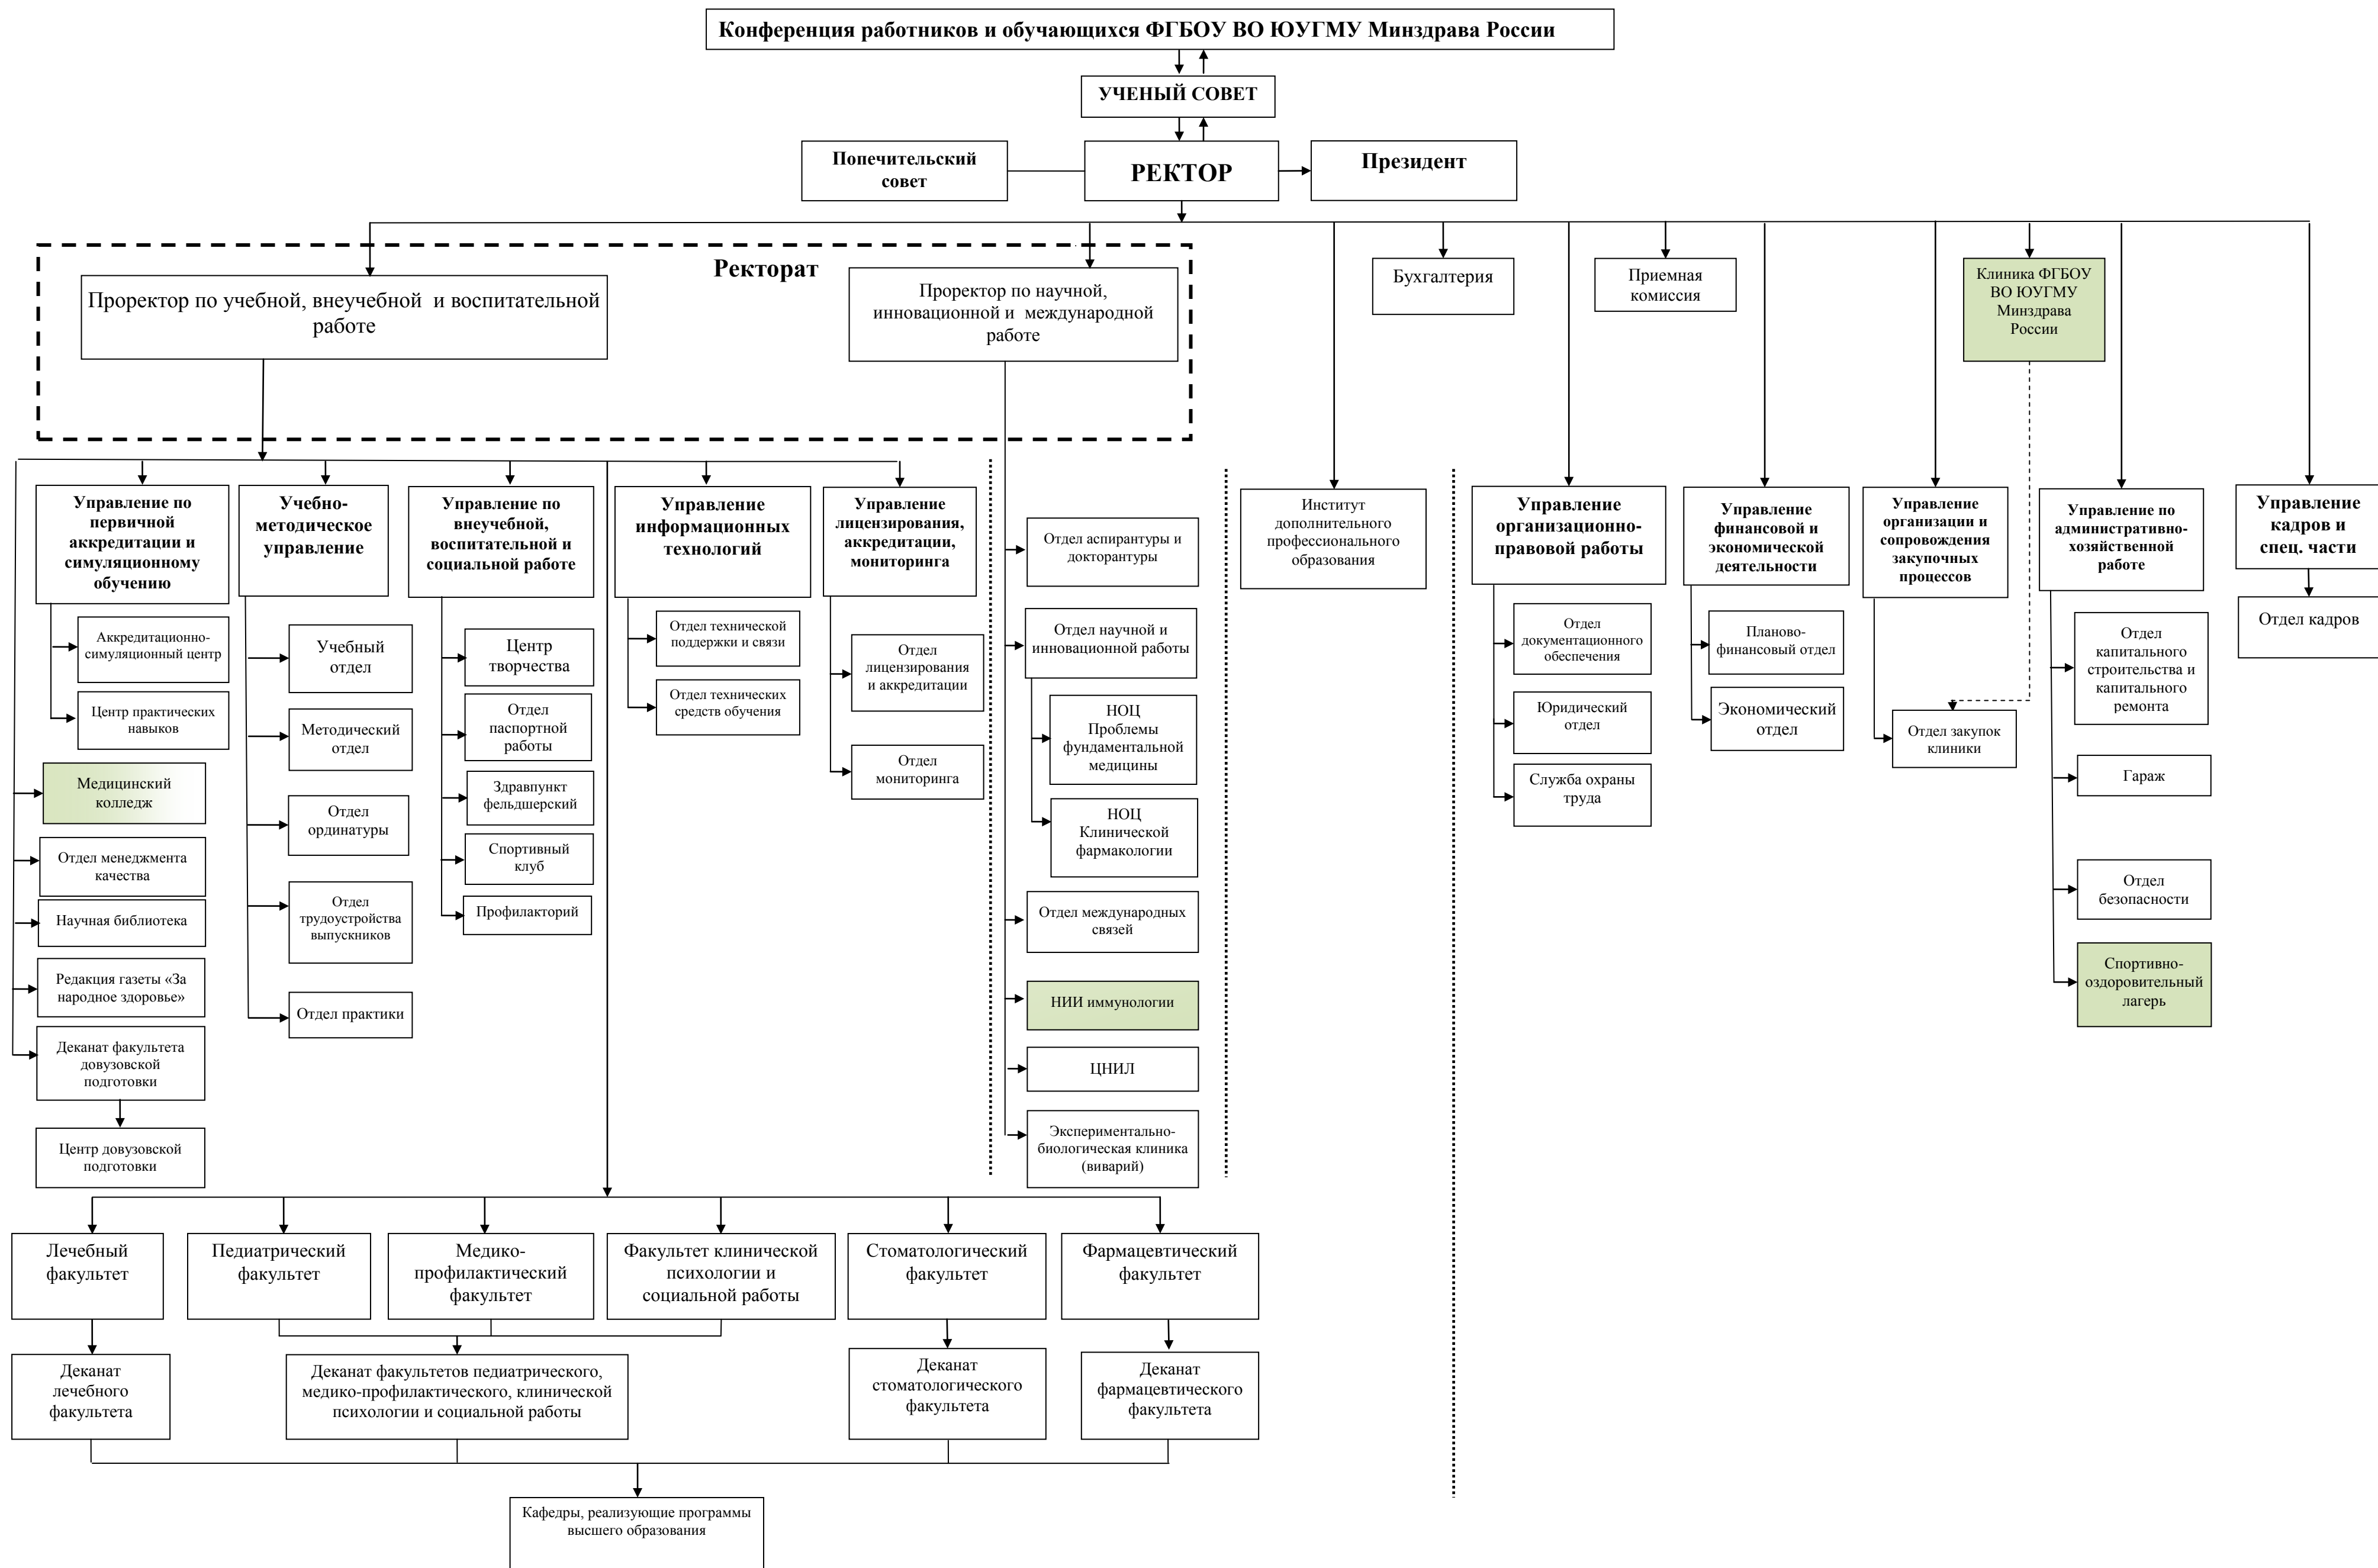 Конференция работников и обучающихся ФГБОУ ВО ЮУГМУ Минздрава России
УЧЕНЫЙ СОВЕТ
Попечительский
совет
РЕКТОР
Президент
Ректорат
Проректор по учебной, внеучебной и воспитательной
работе
Проректор по научной,
инновационной и международной
работе
Бухгалтерия
Приемная
комиссия
Клиника ФГБОУ
ВО ЮУГМУ
Минздрава
России
Управление по
первичной
аккредитации и
симуляционному
обучению
Учебно-
методическое
управление
Управление по
внеучебной,
воспитательной и
социальной работе
Управление
информационных
технологий
Управление
лицензирования,
аккредитации,
мониторинга
Институт
дополнительного
профессионального
образования
Управление
организационно-
правовой работы
Управление
финансовой и
экономической
деятельности
Управление
организации и
сопровождения
закупочных
процессов
Управление по
административно-
хозяйственной
работе
Управление
кадров и
спец. части
Аккредитационно-
симуляционный центр
Центр практических
навыков
Медицинский
колледж
Отдел менеджмента
качества
Научная библиотека
Редакция газеты «За
народное здоровье»
Деканат факультета
довузовской
подготовки
Центр довузовской
подготовки
Учебный
отдел
Методический
отдел
Отдел
ординатуры
Отдел
трудоустройства
выпускников
Отдел практики
Центр
творчества
Отдел
паспортной
работы
Здравпункт
фельдшерский
Спортивный
клуб
Профилакторий
Отдел технической
поддержки и связи
Отдел технических
средств обучения
Отдел
лицензирования
и аккредитации
Отдел
мониторинга
Отдел аспирантуры и
докторантуры
Отдел научной и
инновационной работы
НОЦ
Проблемы
фундаментальной
медицины
НОЦ
Клинической
фармакологии
Отдел международных
связей
НИИ иммунологии
ЦНИЛ
Экспериментально-
биологическая клиника
(виварий)
Отдел
документационного
обеспечения
Юридический
отдел
Служба охраны
труда
Планово-
финансовый отдел
Экономический
отдел
Отдел закупок
клиники
Отдел
капитального
строительства и
капитального
ремонта
Гараж
Отдел
безопасности
Спортивно-
оздоровительный
лагерь
Отдел кадров
Лечебный
факультет
Педиатрический
факультет
Медико-
профилактический
факультет
Факультет клинической
психологии и
социальной работы
Стоматологический
факультет
Фармацевтический
факультет
Деканат
лечебного
факультета
Деканат факультетов педиатрического,
медико-профилактического, клинической
психологии и социальной работы
Деканат
стоматологического
факультета
Деканат
фармацевтического
факультета
Кафедры, реализующие программы
высшего образования